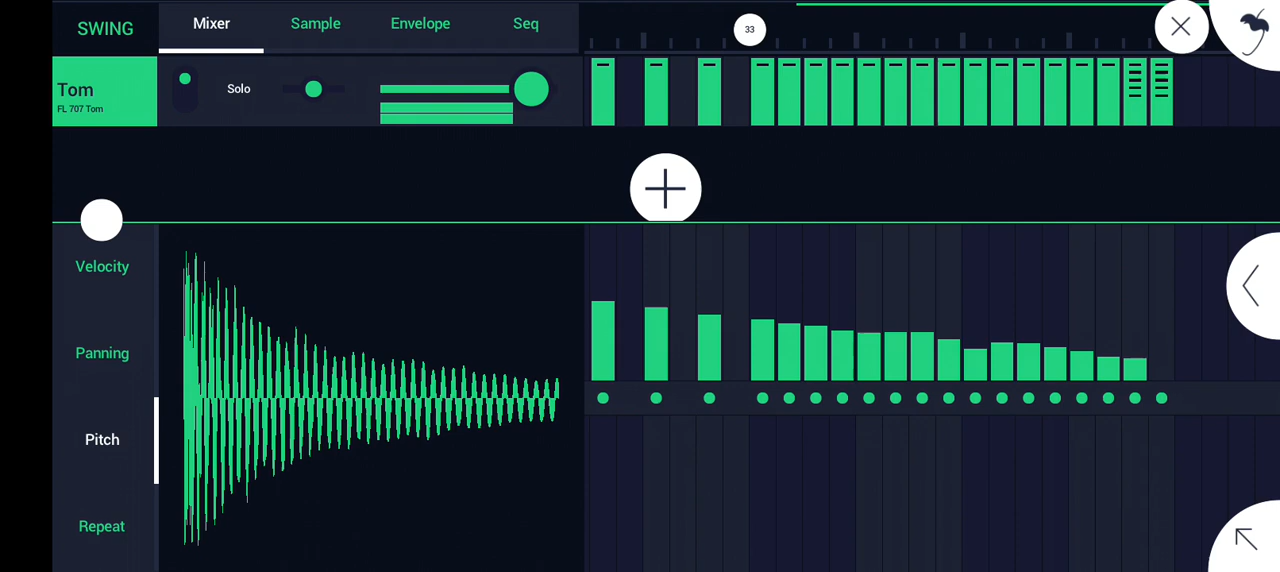 SWING
Mixer
Sample
Envelope
Seq
33
Tom
FL 707 Tom
Solo
Velocity
Panning
Pitch
Repeat